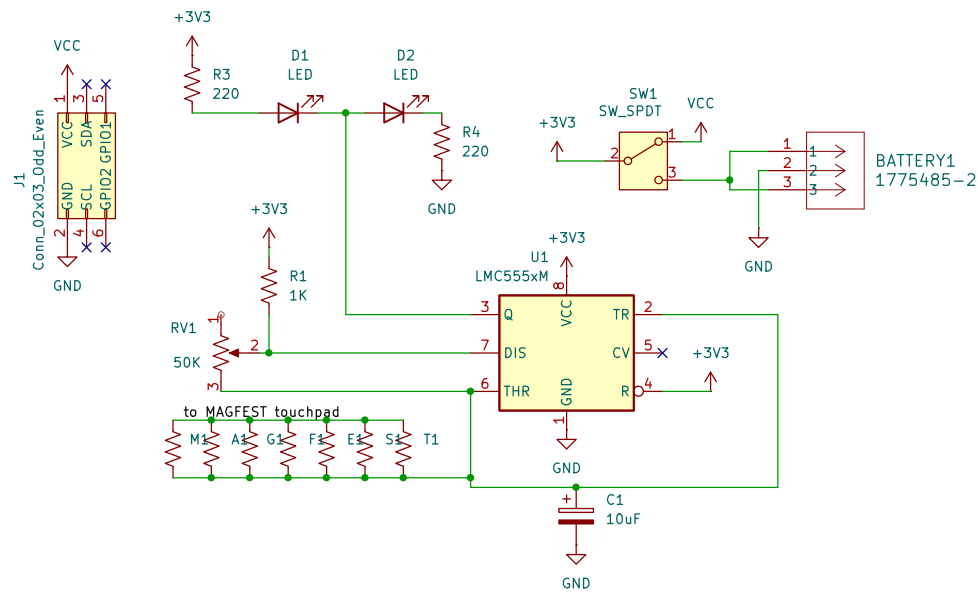 +3V3
VCC
D1
LED
D2
LED
R3
220
R4
220
GND
SW1
SW_SPDT
+3V3
VCC
2
1
3
BATTERY1
1775485-2
1
2
3
1
2
3
GND
J1
Conn_02x03_Odd_Even
1
3
5
VCC
SDA
GPIO1
GND
SCL
GPIO2
2
4
6
GND
+3V3
R1
1K
RV1
50K
1
2
3
+3V3
U1
LMC555xM
8
VCC
3
Q
TR
2
7
DIS
CV
5
6
THR
R
4
+3V3
GND
1
GND
to MAGFEST touchpad
M1
A1
G1
F1
E1
S1
T1
+
C1
10uF
GND